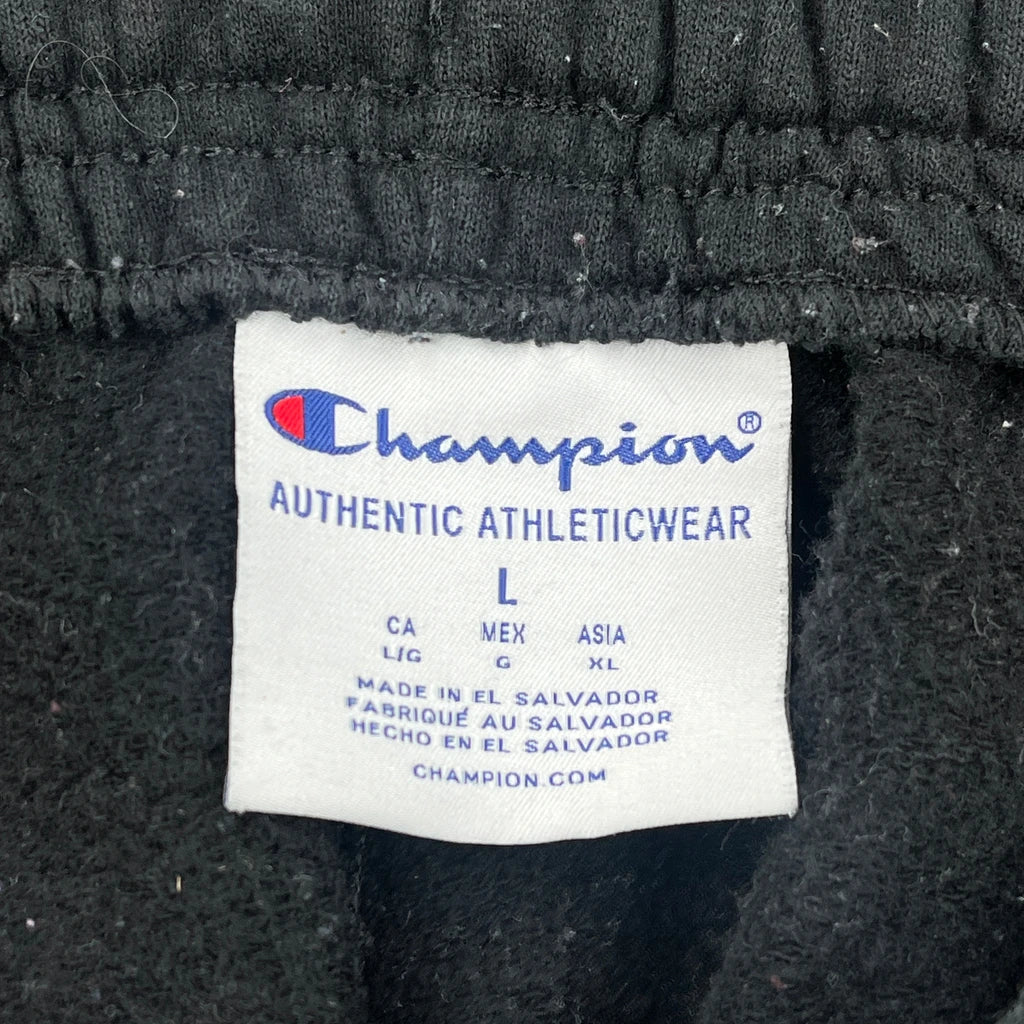 Champion®
AUTHENTIC ATHLETICWEAR
L
CA MEX ASIA
L/G G XL
MADE IN EL SALVADOR
FABRIQUÉ AU SALVADOR
HECHO EN EL SALVADOR
CHAMPION.COM